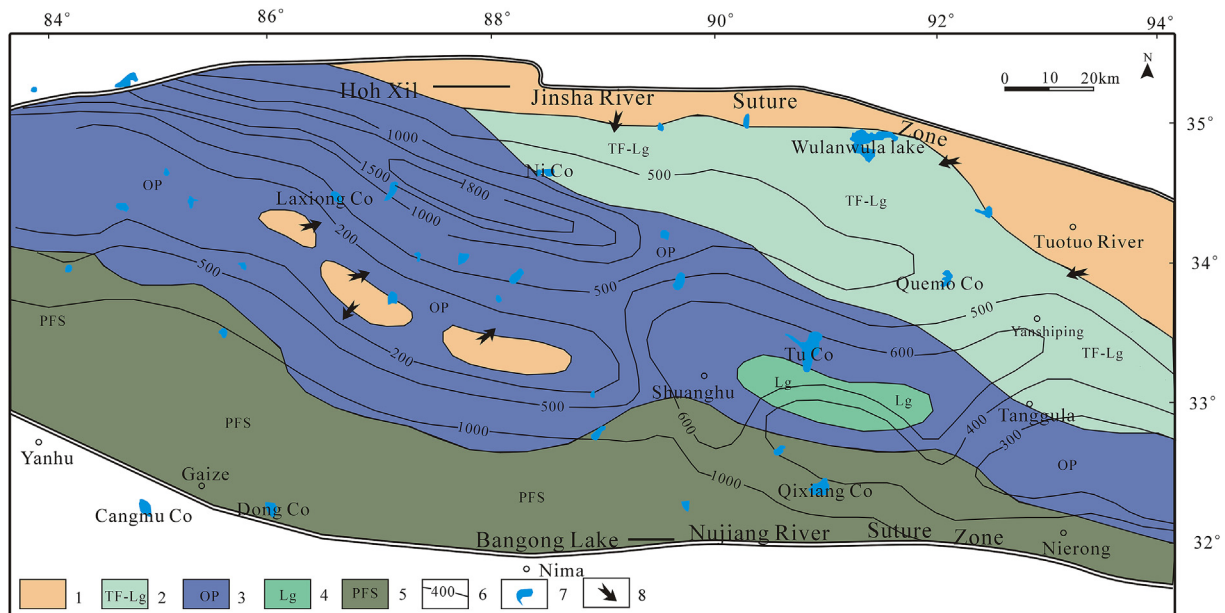 84° 86° 88° 90° 92° 94°
N
0 10 20km
Hoh Xil
Jinsha River Suture Zone
35°
TF-Lg
Wulanwula lake
1000
Ni Co
500
1500
1800
OP
Laxiong Co
1000
TF-Lg
200
OP
Tuotuo River
34°
500
500
Quemo Co
OP
500
PFS
Yanshiping
600
TF-Lg
200
Tu Co
Shuanghu
Lg
Lg
33°
500
600
400
Tanggula
PFS
1000
300
Yanhu
OP
Gaize
1000
Qixiang Co
PFS
Cangmu Co
Dong Co
Bangong Lake Nujiang River Suture Zone
Nierong
32°
Nima
1 TF-Lg 2 OP 3 Lg 4 PFS 5 400 6 7 8